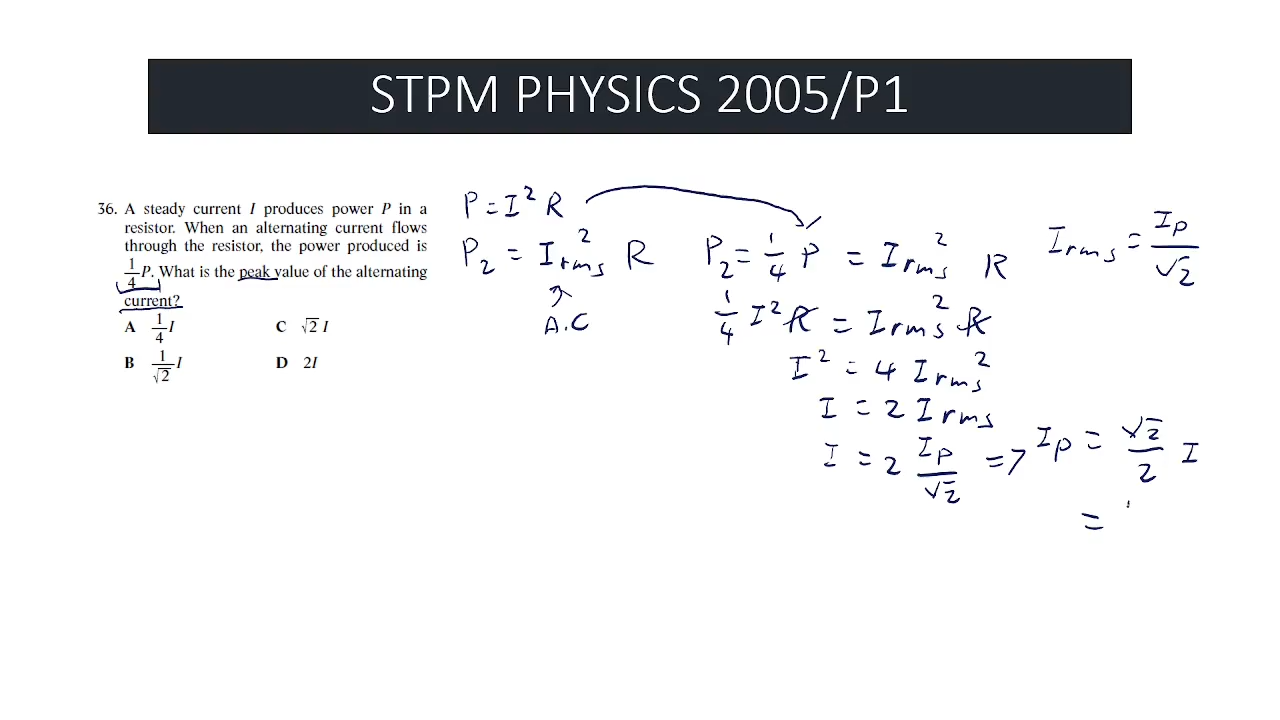 STPM PHYSICS 2005/P1
36. A steady current I produces power P in a
resistor. When an alternating current flows
through the resistor, the power produced is
1/4 P. What is the peak value of the alternating
current?
A 1/4 I
B 1/√2 I
C √2 I
D 2I
P = I² R
P₂ = Irms² R
A.C
P₂ = 1/4 P = Irms² R
1/4 I² R = Irms² R
I² = 4 Irms²
I = 2 Irms
I = 2 Ip/√2 => Ip = √2/2 I
=
Irms = Ip/√2